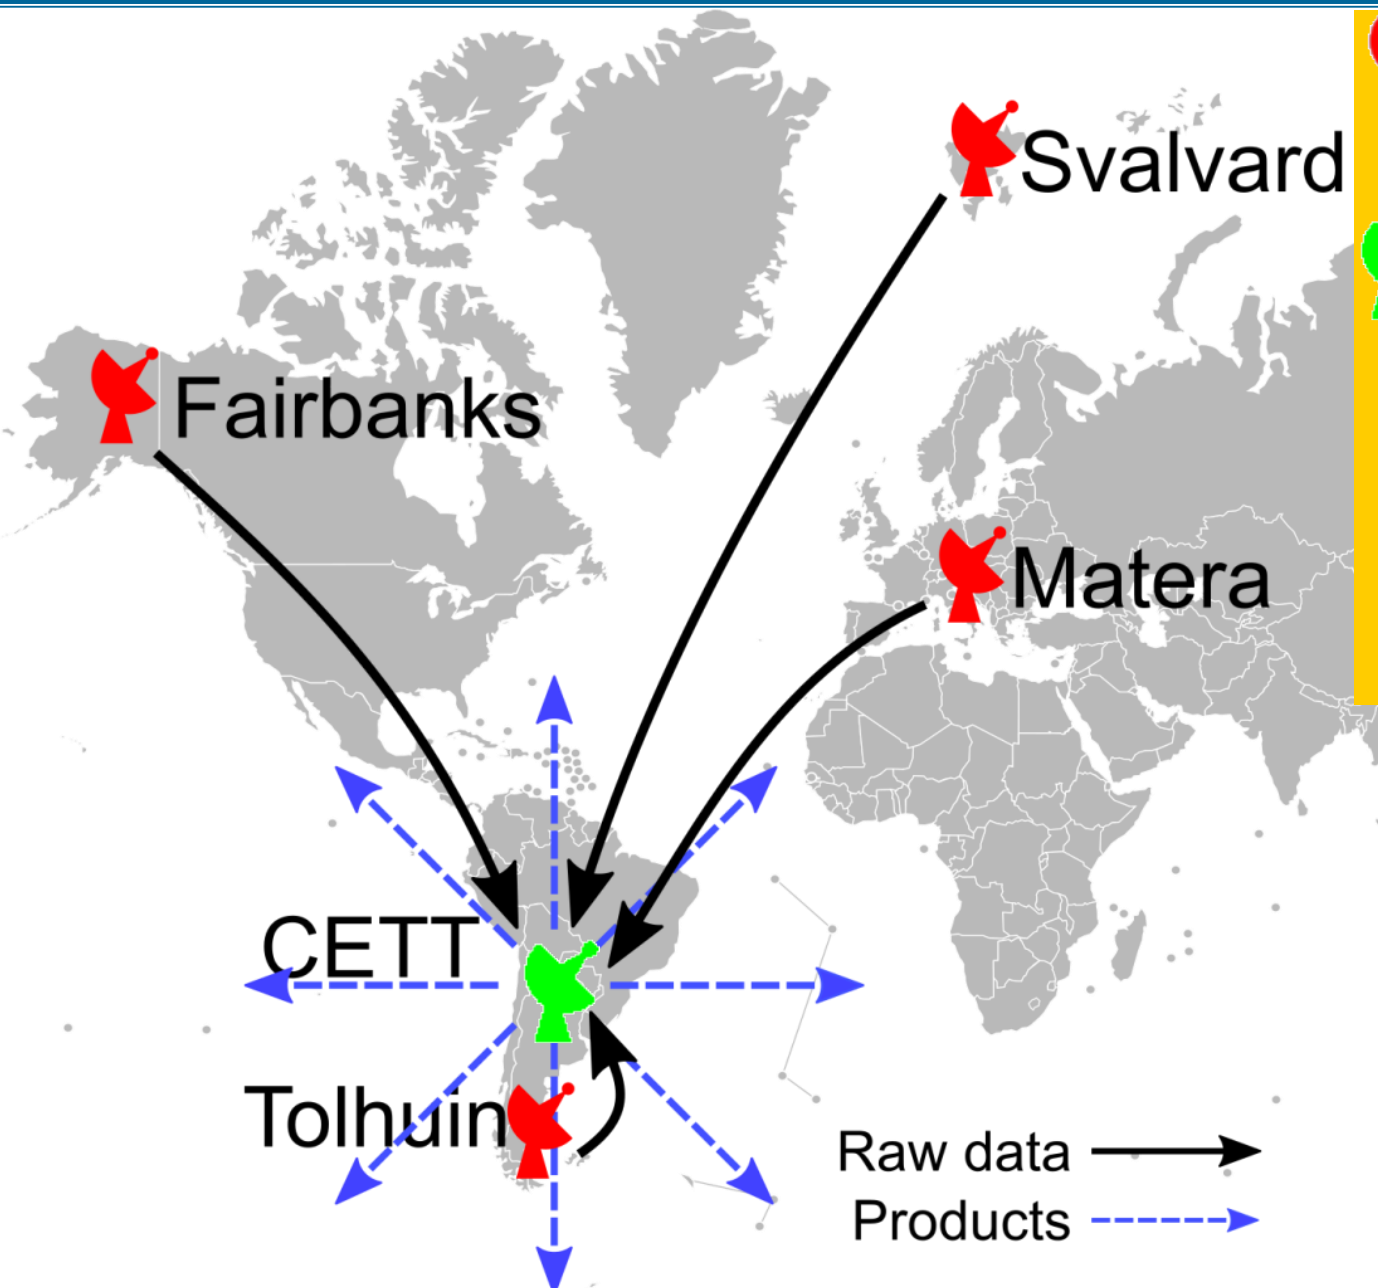 Svalvard
Fairbanks
Matera
CETT
Tolhuin
Raw data
Products